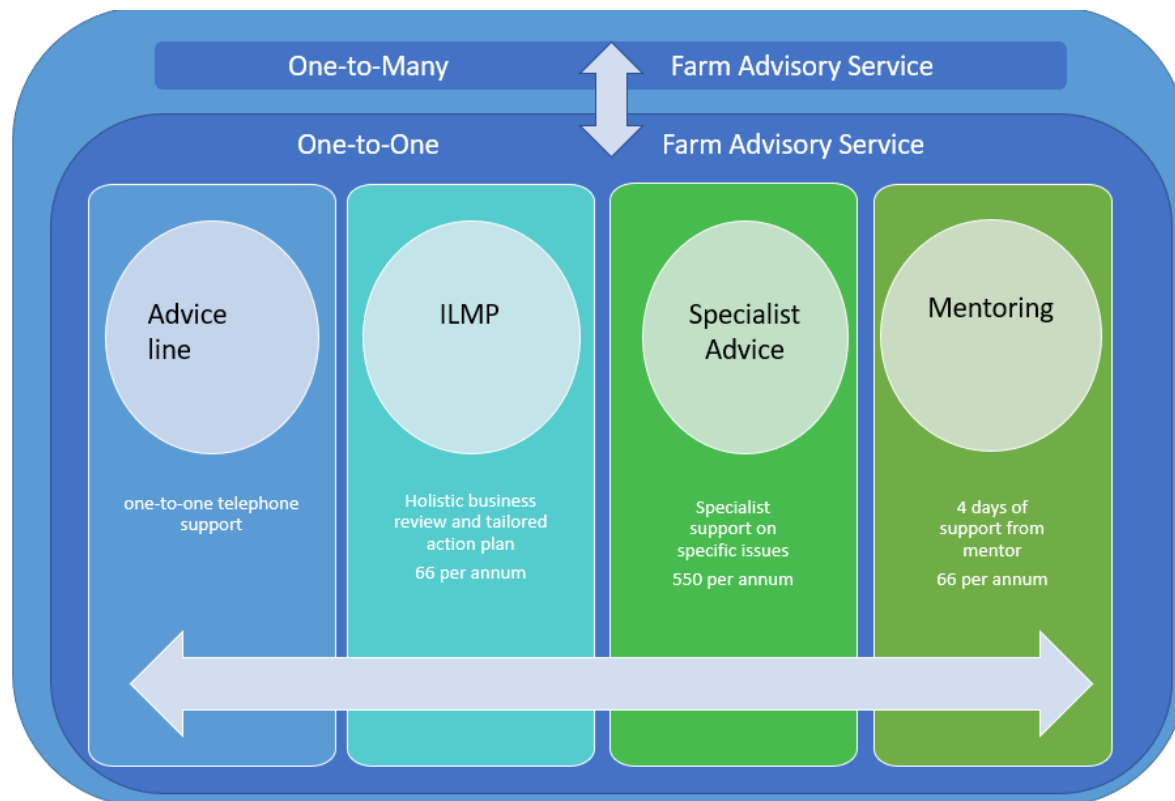 One-to-Many Farm Advisory Service
One-to-One Farm Advisory Service
Advice
line
one-to-one telephone
support
ILMP
Holistic business
review and tailored
action plan
66 per annum
Specialist
Advice
Specialist
support on
specific issues
550 per annum
Mentoring
4 days of
support from
mentor
66 per annum